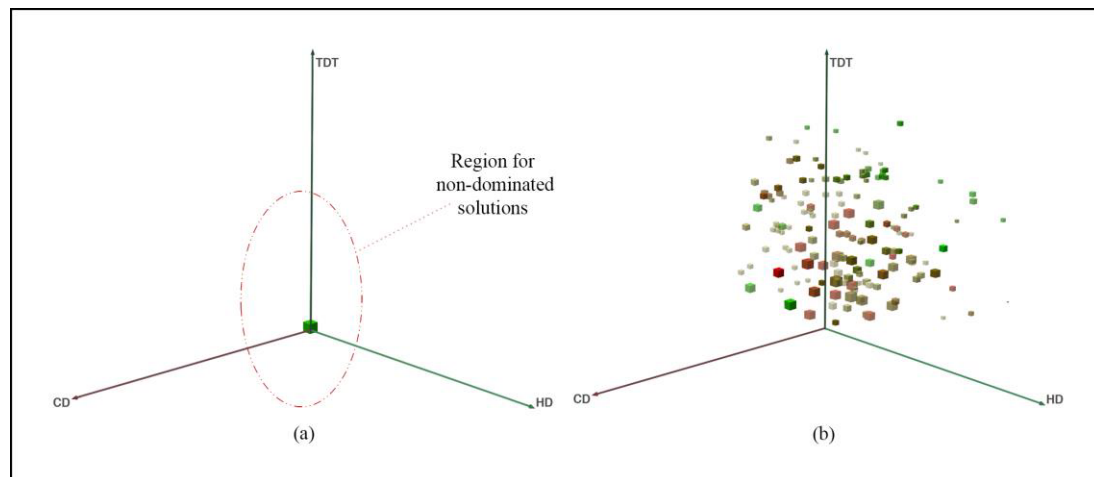 TDT
Region for
non-dominated
solutions
CD
HD
(a)
TDT
CD
HD
(b)